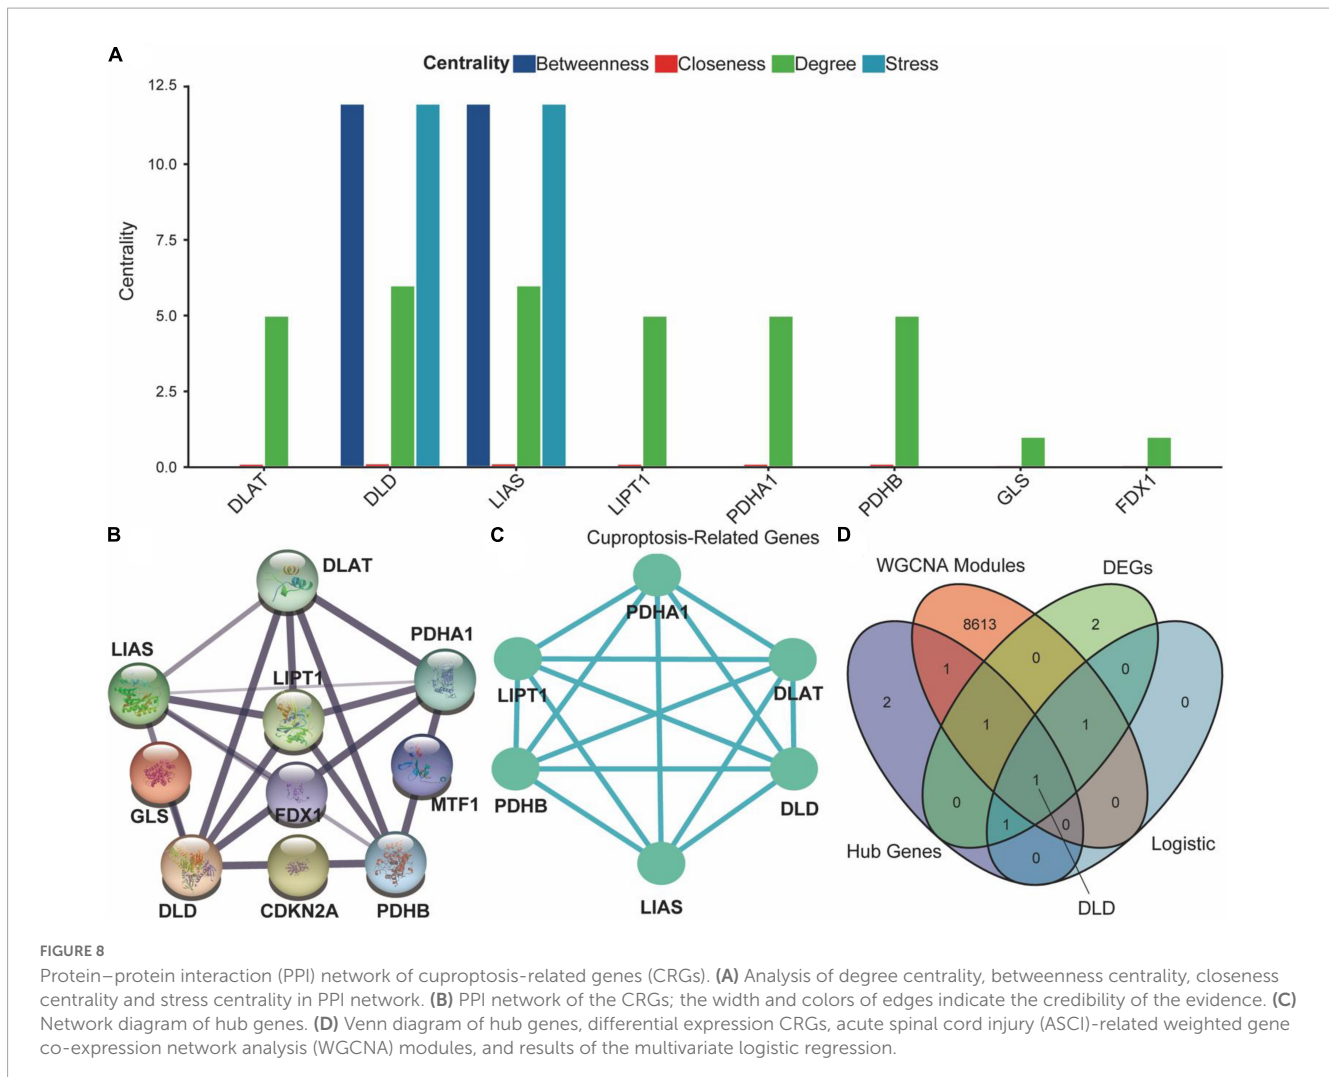 A
Centrality Betweenness Closeness Degree Stress
12.5
10.0
7.5
5.0
2.5
0.0
Centrality
DLAT
DLD
LIAS
LIPT1
PDHA1
PDHB
GLS
FDX1
B
DLAT
PDHA1
LIAS
LIPT1
GLS
FDX1
MTF1
DLD
CDKN2A
PDHB
C
Cuproptosis-Related Genes
PDHA1
LIPT1
DLAT
PDHB
DLD
LIAS
D
WGCNA Modules
DEGs
8613
2
1
0
0
2
0
1
1
1
0
0
1
0
0
Hub Genes
Logistic
DLD
FIGURE 8
Protein–protein interaction (PPI) network of cuproptosis-related genes (CRGs). (A) Analysis of degree centrality, betweenness centrality, closeness
centrality and stress centrality in PPI network. (B) PPI network of the CRGs; the width and colors of edges indicate the credibility of the evidence. (C)
Network diagram of hub genes. (D) Venn diagram of hub genes, differential expression CRGs, acute spinal cord injury (ASCI)-related weighted gene
co-expression network analysis (WGCNA) modules, and results of the multivariate logistic regression.